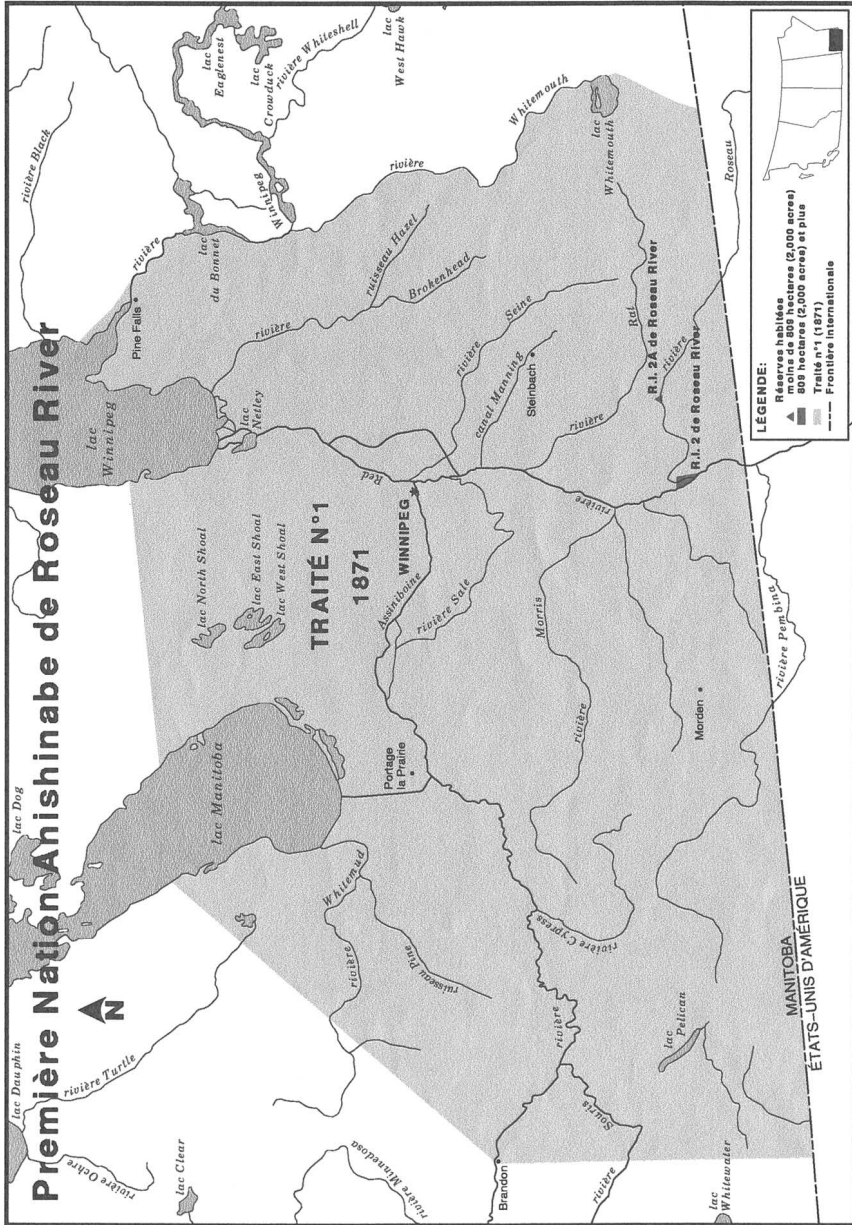 Première Nation Anishinabe de Roseau River
lac Dauphin
lac Dog
rivière Ochre
rivière Turtle
N
lac Clear
rivière Minnedosa
lac Manitoba
lac Winnipeg
rivière Black
Pine Falls
rivière
Winnipeg
lac
du Bonnet
lac
Eaglenest
lac
Crowduck
rivière Whiteshell
lac
West Hawk
lac North Shoal
lac East Shoal
lac West Shoal
lac
Netley
TRAITÉ N°1
1871
Whitemud
rivière
ruisseau Pine
Portage
la Prairie
Assiniboine
WINNIPEG
Red
rivière Sale
rivière
ruisseau Hazel
Brokenhead
rivière
Whitemouth
rivière
Seine
canal Manning
Steinbach
Brandon
rivière
Souris
rivière
rivière Cypress
rivière
Morris
rivière
rivière
Rat
lac
Whitemouth
R.I. 2A de Roseau River
R.I. 2 de Roseau River
rivière
Roseau
lac
Pelican
lac
Whitewater
Morden
rivière Pembina
MANITOBA
ÉTATS-UNIS D'AMÉRIQUE
LÉGENDE:
Réserves habitées
moins de 809 hectares (2,000 acres)
809 hectares (2,000 acres) et plus
Traité n°1 (1871)
Frontière internationale